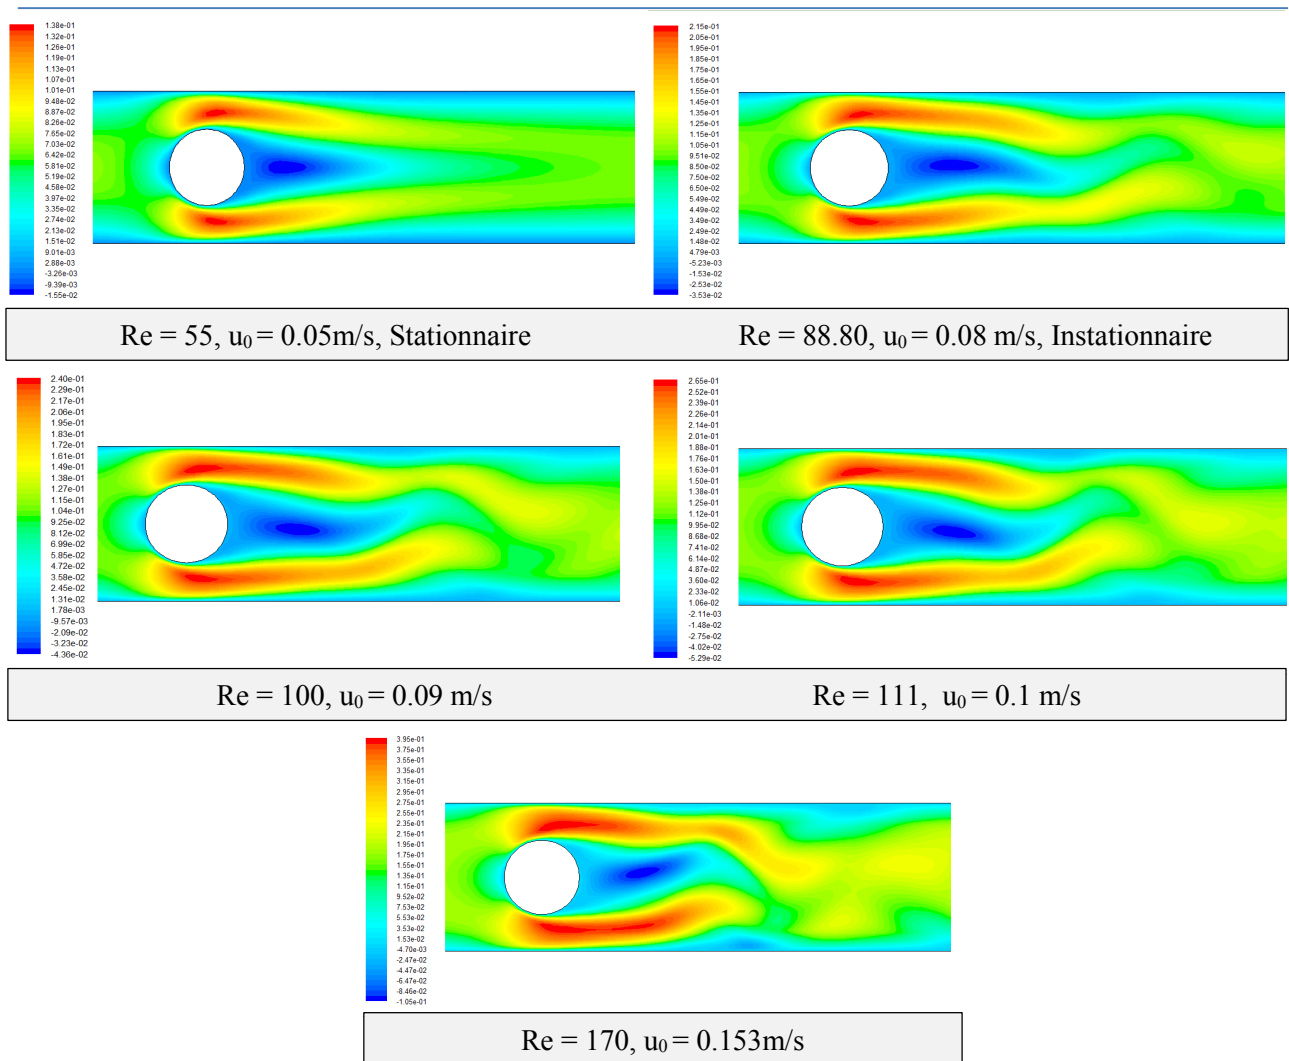 1.38e-01
1.32e-01
1.26e-01
1.19e-01
1.13e-01
1.07e-01
1.01e-01
9.48e-02
8.87e-02
8.26e-02
7.65e-02
7.03e-02
6.42e-02
5.81e-02
5.19e-02
4.58e-02
3.97e-02
3.35e-02
2.74e-02
2.13e-02
1.51e-02
9.01e-03
2.88e-03
-3.26e-03
-9.39e-03
-1.55e-02
2.15e-01
2.05e-01
1.95e-01
1.85e-01
1.75e-01
1.65e-01
1.55e-01
1.45e-01
1.35e-01
1.25e-01
1.15e-01
1.05e-01
9.51e-02
8.50e-02
7.50e-02
6.50e-02
5.49e-02
4.49e-02
3.49e-02
2.49e-02
1.48e-02
4.79e-03
-5.23e-03
-1.53e-02
-2.53e-02
-3.53e-02
Re = 55, u₀ = 0.05m/s, Stationnaire
Re = 88.80, u₀ = 0.08 m/s, Instationnaire
2.40e-01
2.29e-01
2.17e-01
2.06e-01
1.95e-01
1.83e-01
1.72e-01
1.61e-01
1.49e-01
1.38e-01
1.27e-01
1.15e-01
1.04e-01
9.25e-02
8.12e-02
6.99e-02
5.85e-02
4.72e-02
3.58e-02
2.45e-02
1.31e-02
1.78e-03
-9.57e-03
-2.09e-02
-3.23e-02
-4.36e-02
2.65e-01
2.52e-01
2.39e-01
2.26e-01
2.14e-01
2.01e-01
1.88e-01
1.76e-01
1.63e-01
1.50e-01
1.38e-01
1.25e-01
1.12e-01
9.95e-02
8.68e-02
7.41e-02
6.14e-02
4.87e-02
3.60e-02
2.33e-02
1.06e-02
-2.11e-03
-1.48e-02
-2.75e-02
-4.02e-02
-5.29e-02
Re = 100, u₀ = 0.09 m/s
Re = 111, u₀ = 0.1 m/s
3.95e-01
3.75e-01
3.55e-01
3.35e-01
3.15e-01
2.95e-01
2.75e-01
2.55e-01
2.35e-01
2.15e-01
1.95e-01
1.75e-01
1.55e-01
1.35e-01
1.15e-01
9.52e-02
7.53e-02
5.53e-02
3.53e-02
1.53e-02
-4.70e-03
-2.47e-02
-4.47e-02
-6.47e-02
-8.46e-02
-1.05e-01
Re = 170, u₀ = 0.153m/s